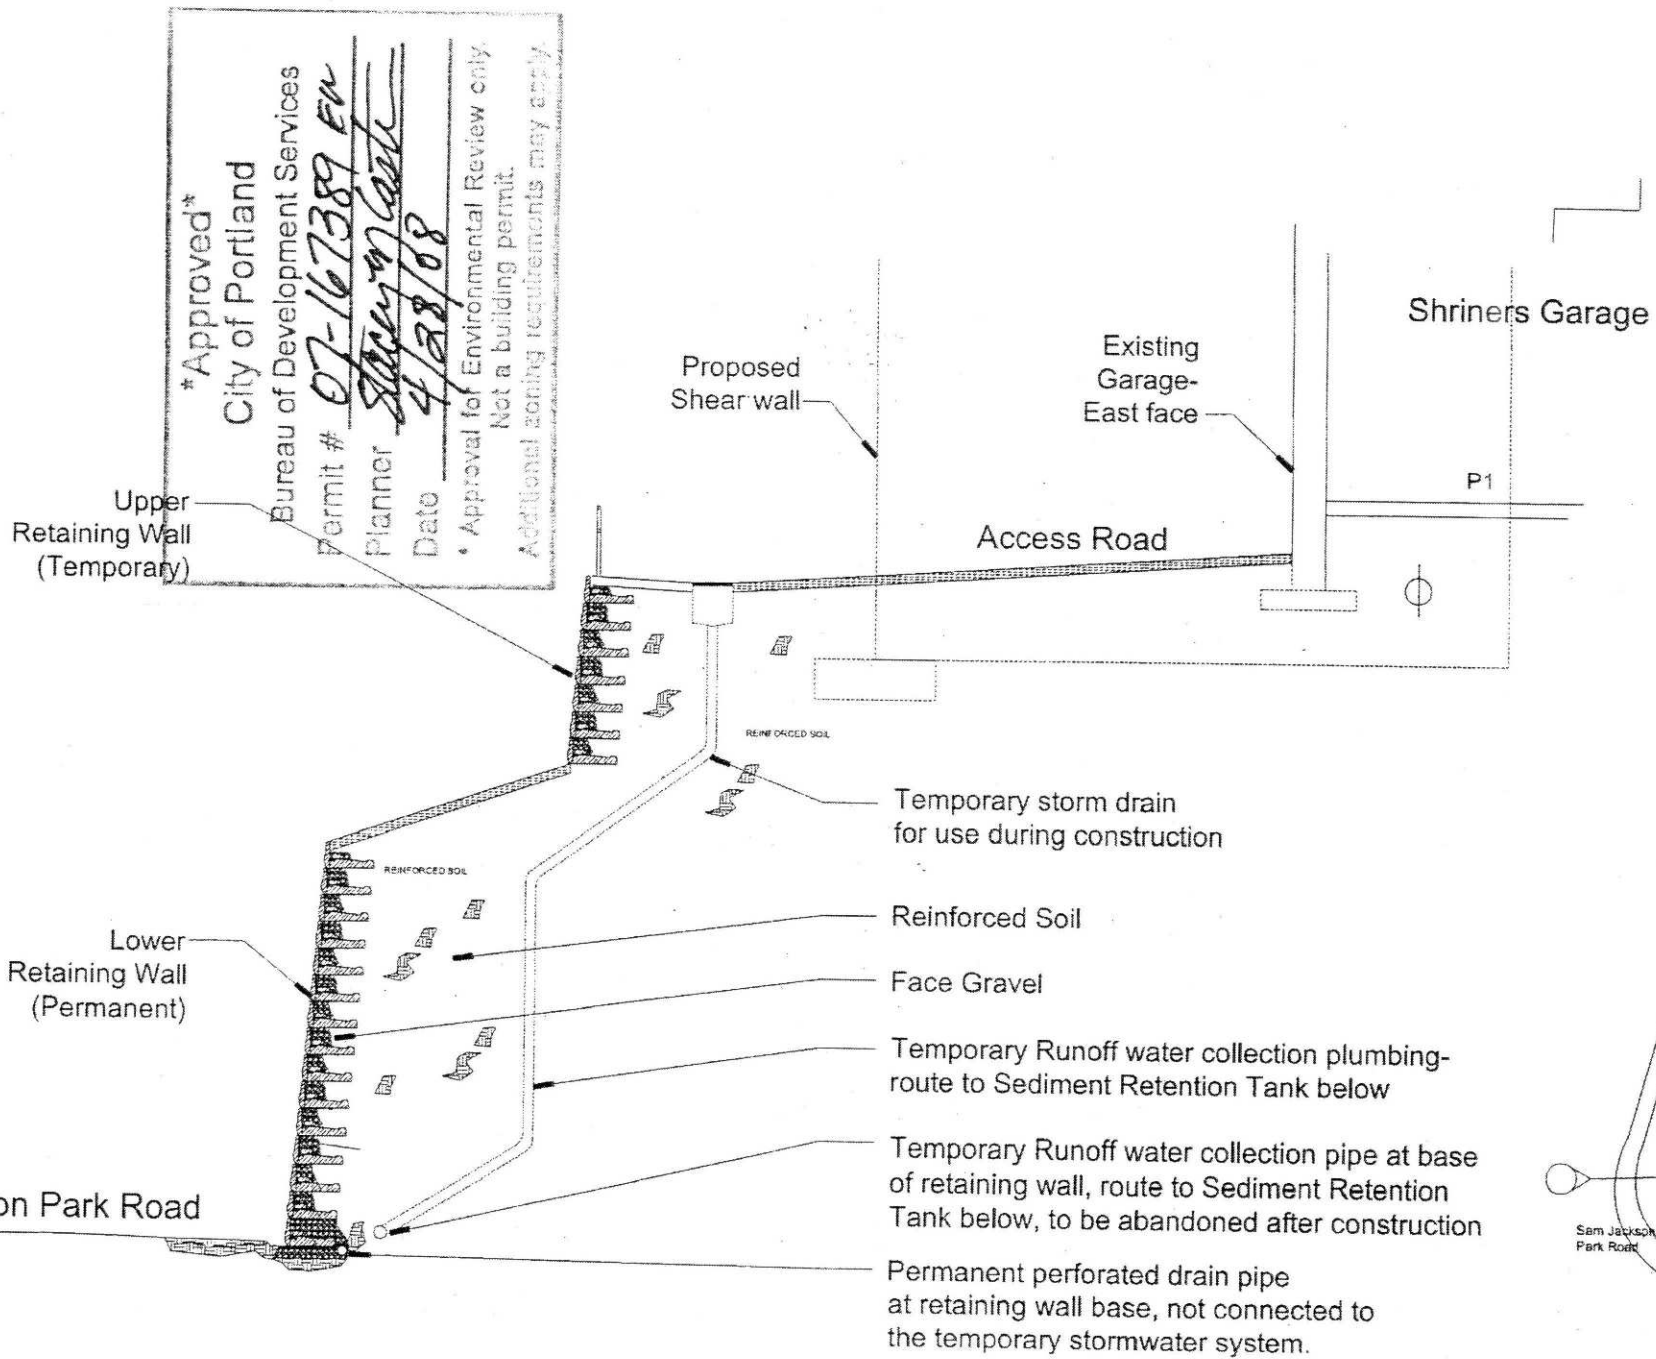 *Approved*
City of Portland
Bureau of Development Services
Permit # 07-167389 EN
Planner Stacey M Castle
Date 4/28/08
* Approval for Environmental Review only.
Not a building permit.
Additional zoning requirements may apply.
Shriners Garage
Proposed
Shear wall
Existing
Garage-
East face
P1
Access Road
Upper
Retaining Wall
(Temporary)
REINFORCED SOIL
Temporary storm drain
for use during construction
REINFORCED SOIL
Reinforced Soil
Lower
Retaining Wall
(Permanent)
Face Gravel
Temporary Runoff water collection plumbing-
route to Sediment Retention Tank below
Temporary Runoff water collection pipe at base
of retaining wall, route to Sediment Retention
Tank below, to be abandoned after construction
on Park Road
Sam Jackson
Park Road
Permanent perforated drain pipe
at retaining wall base, not connected to
the temporary stormwater system.